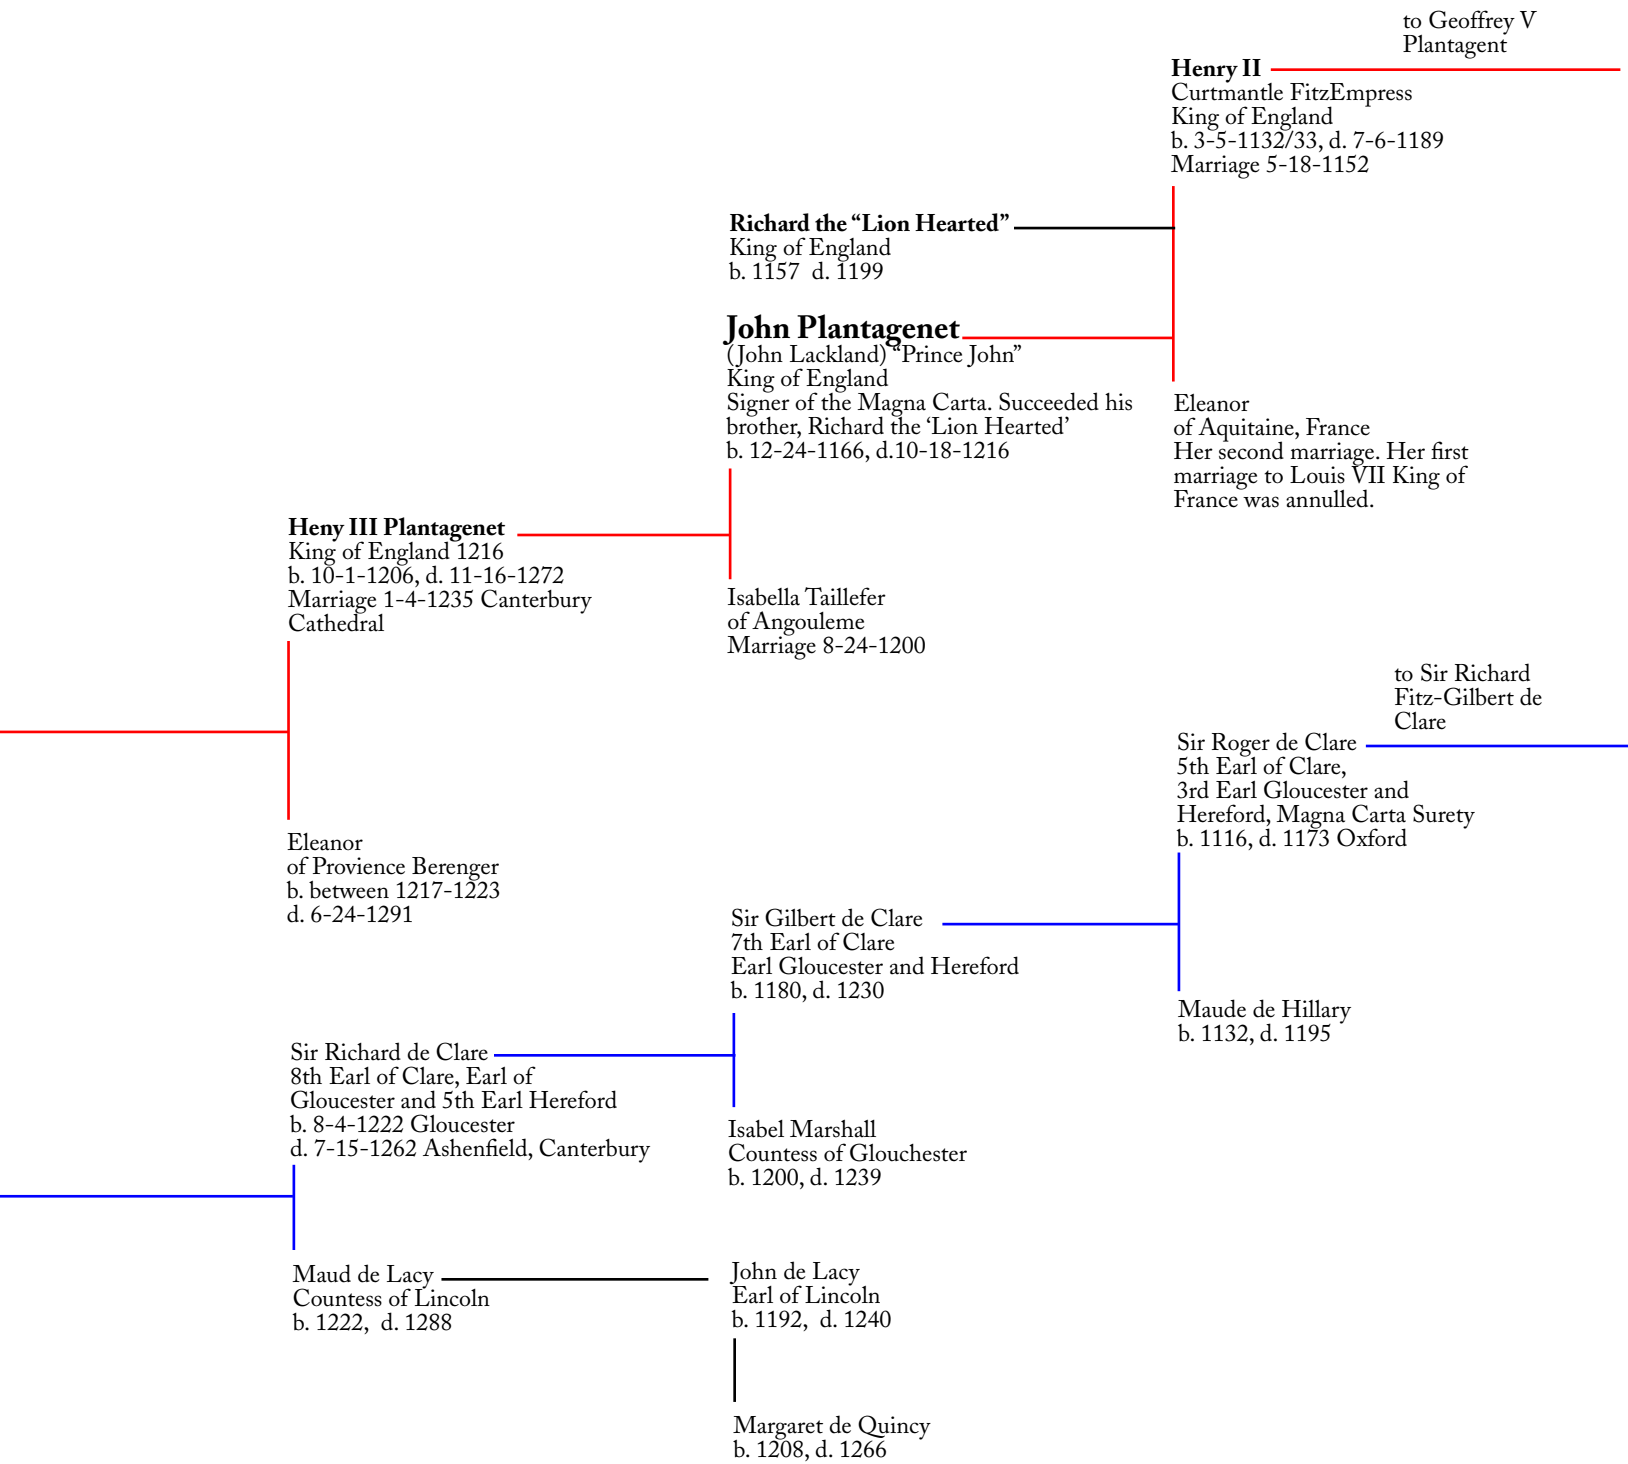 to Geoffrey V
Plantagent
Henry II
Curtmantle FitzEmpress
King of England
b. 3-5-1132/33, d. 7-6-1189
Marriage 5-18-1152
Richard the “Lion Hearted”
King of England
b. 1157 d. 1199
John Plantagenet
(John Lackland) “Prince John”
King of England
Signer of the Magna Carta. Succeeded his
brother, Richard the ‘Lion Hearted’
b. 12-24-1166, d.10-18-1216
Eleanor
of Aquitaine, France
Her second marriage. Her first
marriage to Louis VII King of
France was annulled.
Heny III Plantagenet
King of England 1216
b. 10-1-1206, d. 11-16-1272
Marriage 1-4-1235 Canterbury
Cathedral
Isabella Taillefer
of Angouleme
Marriage 8-24-1200
to Sir Richard
Fitz-Gilbert de
Clare
Sir Roger de Clare
5th Earl of Clare,
3rd Earl Gloucester and
Hereford, Magna Carta Surety
b. 1116, d. 1173 Oxford
Eleanor
of Provience Berenger
b. between 1217-1223
d. 6-24-1291
Sir Gilbert de Clare
7th Earl of Clare
Earl Gloucester and Hereford
b. 1180, d. 1230
Maude de Hillary
b. 1132, d. 1195
Sir Richard de Clare
8th Earl of Clare, Earl of
Gloucester and 5th Earl Hereford
b. 8-4-1222 Gloucester
d. 7-15-1262 Ashenfield, Canterbury
Isabel Marshall
Countess of Glouchester
b. 1200, d. 1239
Maud de Lacy
Countess of Lincoln
b. 1222, d. 1288
John de Lacy
Earl of Lincoln
b. 1192, d. 1240
Margaret de Quincy
b. 1208, d. 1266